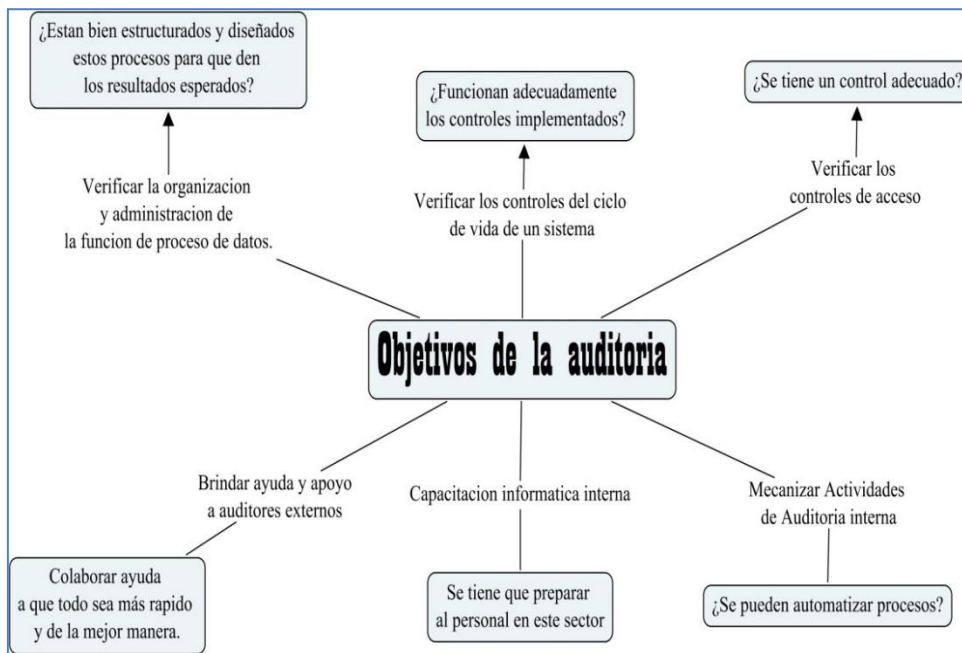 ¿Estan bien estructurados y diseñados
estos procesos para que den
los resultados esperados?
¿Funcionan adecuadamente
los controles implementados?
¿Se tiene un control adecuado?
Verificar la organizacion
y administracion de
la funcion de proceso de datos.
Verificar los controles del ciclo
de vida de un sistema
Verificar los
controles de acceso
Objetivos de la auditoria
Brindar ayuda y apoyo
a auditores externos
Capacitacion informatica interna
Mecanizar Actividades
de Auditoria interna
Colaborar ayuda
a que todo sea más rapido
y de la mejor manera.
Se tiene que preparar
al personal en este sector
¿Se pueden automatizar procesos?